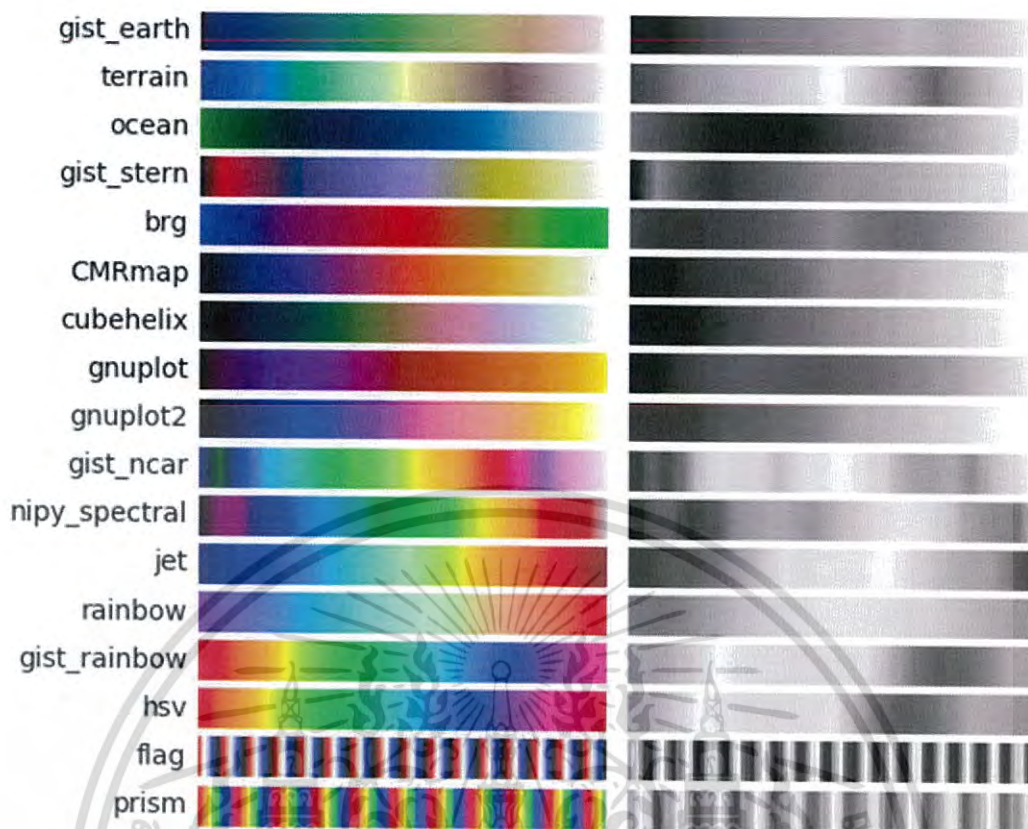 gist_earth
terrain
ocean
gist_stern
brg
CMRmap
cubehelix
gnuplot
gnuplot2
gist_ncar
nipy_spectral
jet
rainbow
gist_rainbow
hsv
flag
prism